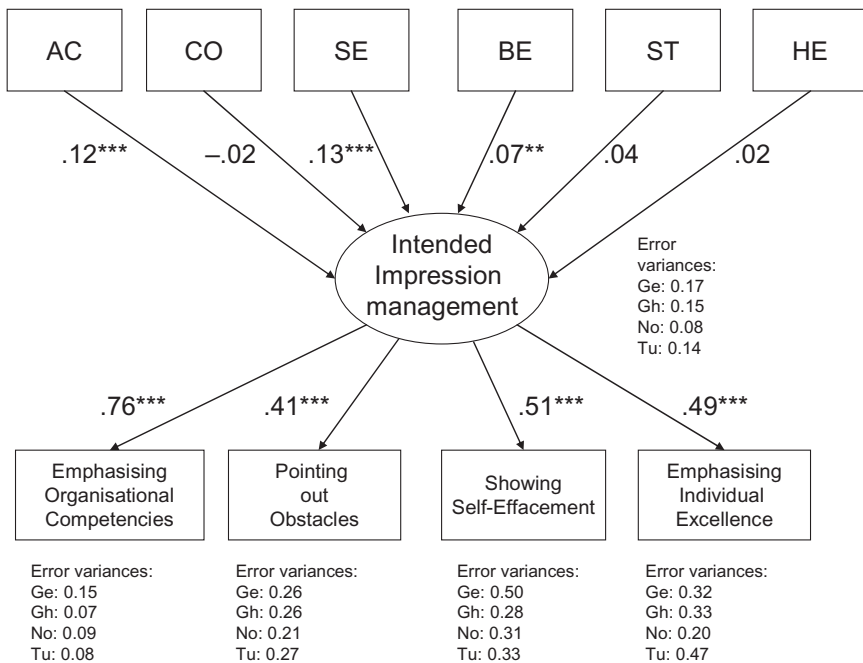 AC
CO
SE
BE
ST
HE
.12***
–.02
.13***
.07**
.04
.02
Intended
Impression
management
Error
variances:
Ge: 0.17
Gh: 0.15
No: 0.08
Tu: 0.14
.76***
.41***
.51***
.49***
Emphasising
Organisational
Competencies
Pointing
out
Obstacles
Showing
Self-Effacement
Emphasising
Individual
Excellence
Error variances:
Ge: 0.15
Gh: 0.07
No: 0.09
Tu: 0.08
Error variances:
Ge: 0.26
Gh: 0.26
No: 0.21
Tu: 0.27
Error variances:
Ge: 0.50
Gh: 0.28
No: 0.31
Tu: 0.33
Error variances:
Ge: 0.32
Gh: 0.33
No: 0.20
Tu: 0.47